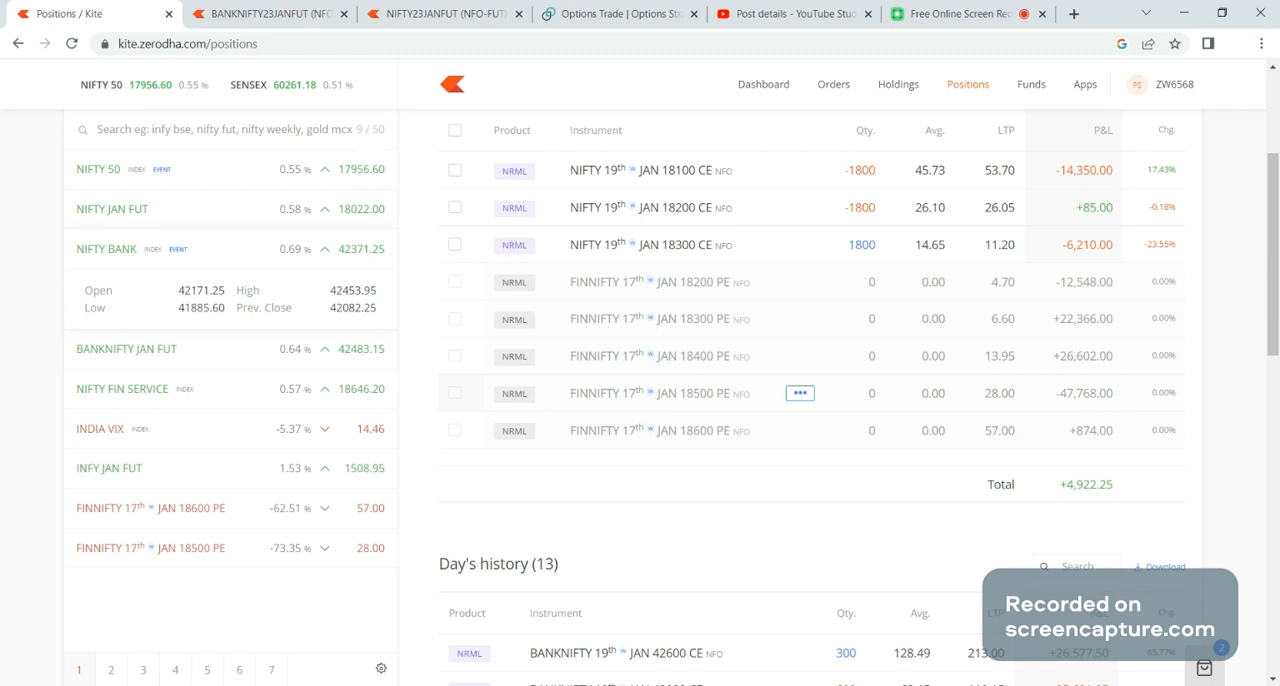 Positions / Kite
BANKNIFTY23JANFUT (NFO
NIFTY23JANFUT (NFO-FUT)
Options Trade | Options Str
Post details - YouTube Stud
Free Online Screen Rec
kite.zerodha.com/positions
NIFTY 50 17956.60 0.55 % SENSEX 60261.18 0.51 %
Dashboard Orders Holdings Positions Funds Apps PS ZW6568
Search eg: infy bse, nifty fut, nifty weekly, gold mcx 9 / 50
NIFTY 50 INDEX EVENT 0.55 % 17956.60
NIFTY JAN FUT 0.58 % 18022.00
NIFTY BANK INDEX EVENT 0.69 % 42371.25
Open 42171.25 High 42453.95
Low 41885.60 Prev. Close 42082.25
BANKNIFTY JAN FUT 0.64 % 42483.15
NIFTY FIN SERVICE INDEX 0.57 % 18646.20
INDIA VIX INDEX -5.37 % 14.46
INFY JAN FUT 1.53 % 1508.95
FINNIFTY 17th w JAN 18600 PE -62.51 % 57.00
FINNIFTY 17th w JAN 18500 PE -73.35 % 28.00
1 2 3 4 5 6 7
Product Instrument Qty. Avg. LTP P&L Chg.
NRML NIFTY 19th w JAN 18100 CE NFO -1800 45.73 53.70 -14,350.00 17.43%
NRML NIFTY 19th w JAN 18200 CE NFO -1800 26.10 26.05 +85.00 -0.18%
NRML NIFTY 19th w JAN 18300 CE NFO 1800 14.65 11.20 -6,210.00 -23.55%
NRML FINNIFTY 17th w JAN 18200 PE NFO 0 0.00 4.70 -12,548.00 0.00%
NRML FINNIFTY 17th w JAN 18300 PE NFO 0 0.00 6.60 +22,366.00 0.00%
NRML FINNIFTY 17th w JAN 18400 PE NFO 0 0.00 13.95 +26,602.00 0.00%
NRML FINNIFTY 17th w JAN 18500 PE NFO ••• 0 0.00 28.00 -47,768.00 0.00%
NRML FINNIFTY 17th w JAN 18600 PE NFO 0 0.00 57.00 +874.00 0.00%
Total +4,922.25
Day's history (13) Search Download
Product Instrument Qty. Avg. LTP P&L Chg.
NRML BANKNIFTY 19th w JAN 42600 CE NFO 300 128.49 213.00 +26,577.50 65.77%
Recorded on
screencapture.com
2